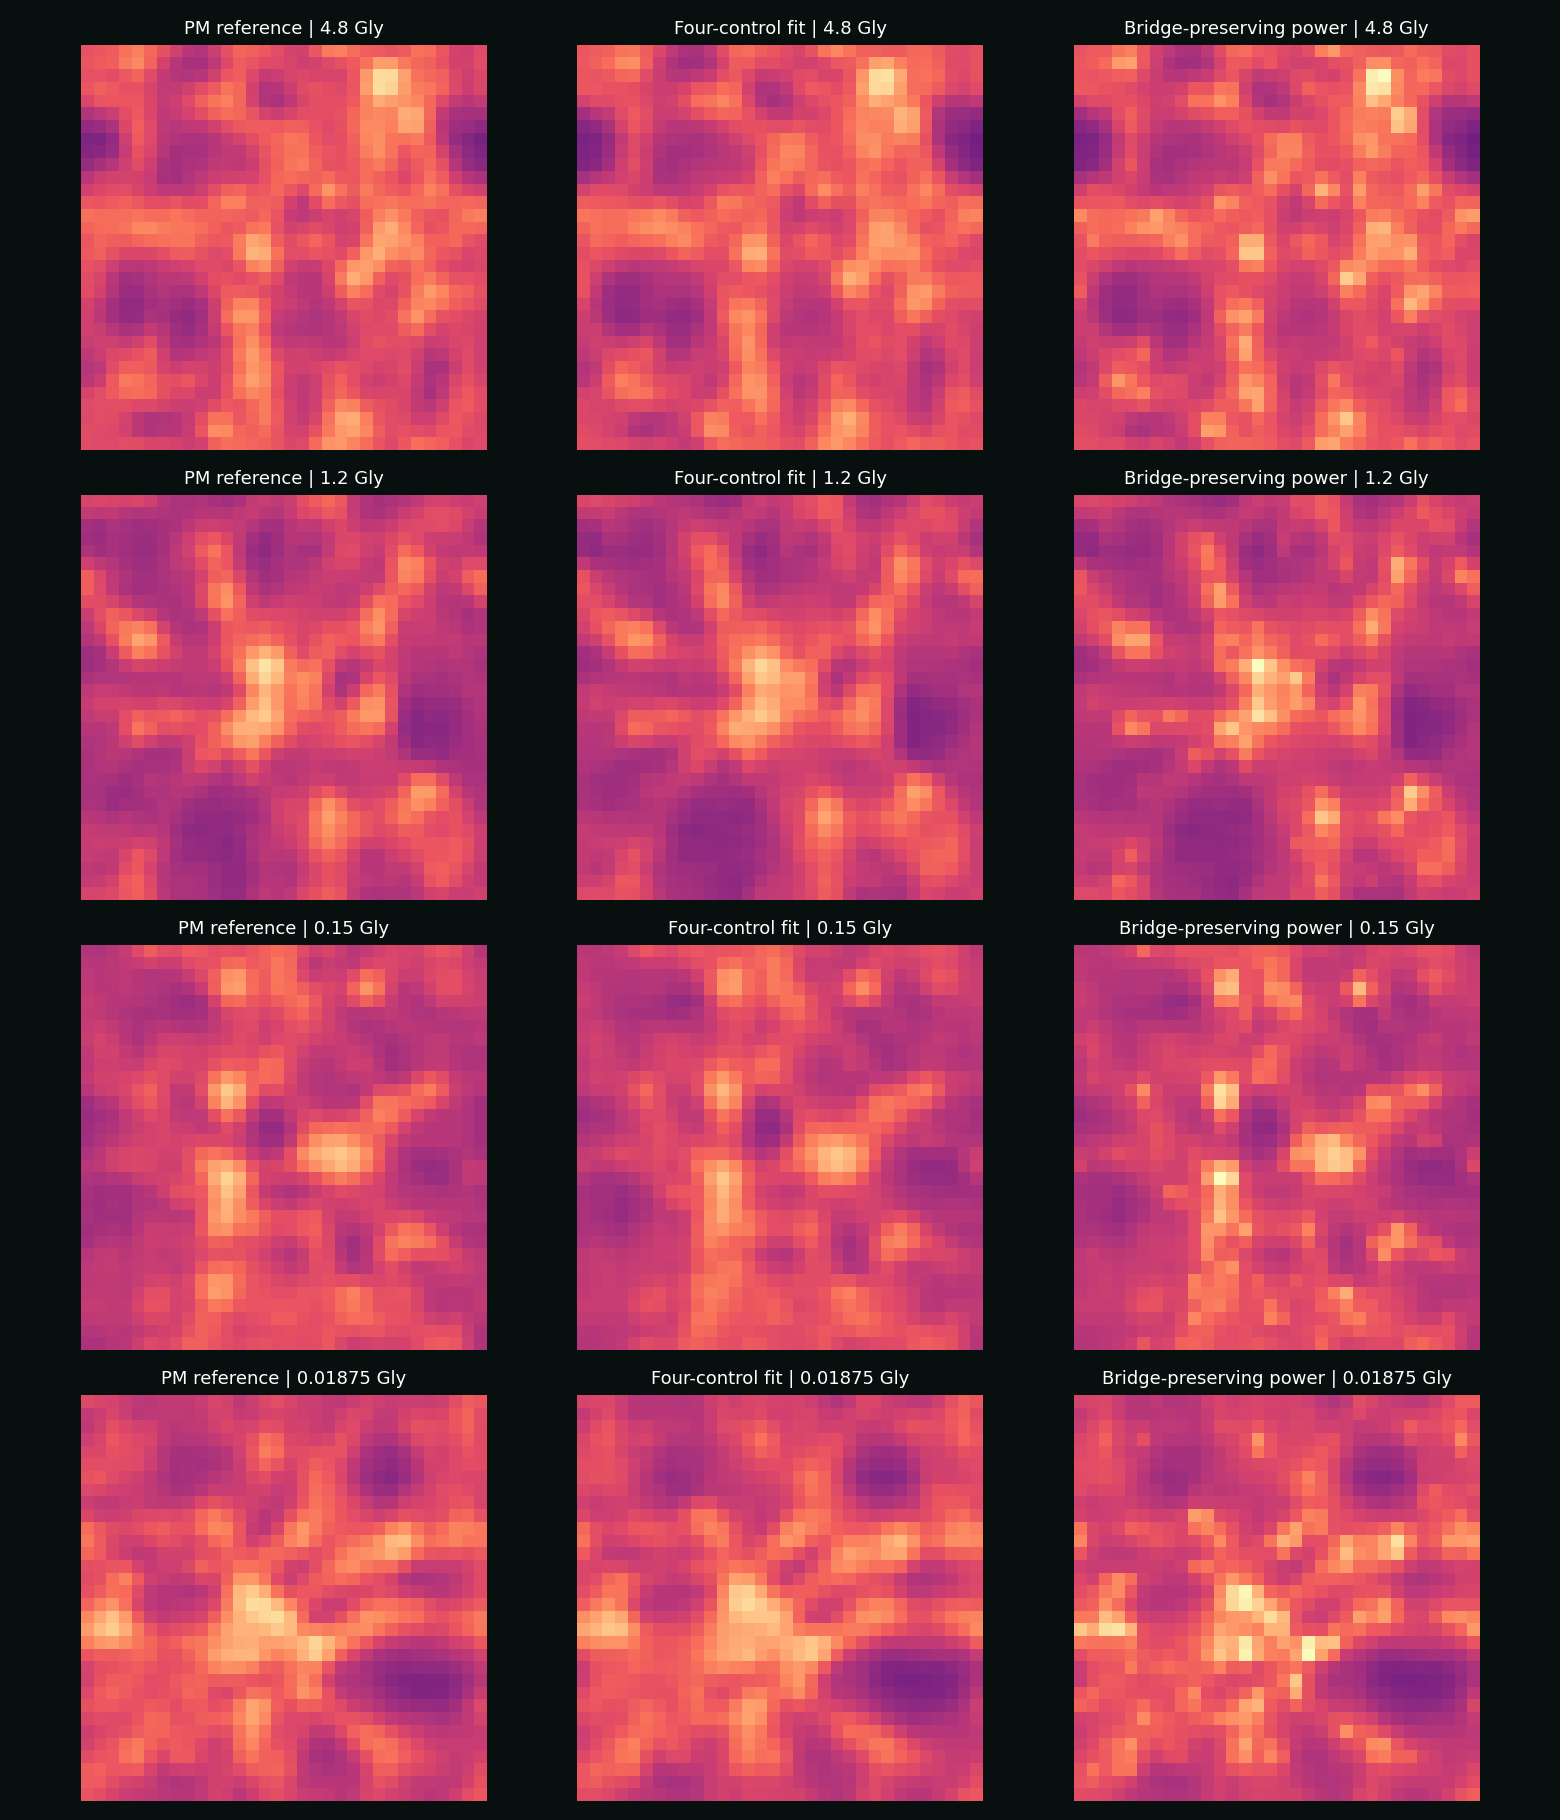 PM reference | 4.8 Gly
Four-control fit | 4.8 Gly
Bridge-preserving power | 4.8 Gly
PM reference | 1.2 Gly
Four-control fit | 1.2 Gly
Bridge-preserving power | 1.2 Gly
PM reference | 0.15 Gly
Four-control fit | 0.15 Gly
Bridge-preserving power | 0.15 Gly
PM reference | 0.01875 Gly
Four-control fit | 0.01875 Gly
Bridge-preserving power | 0.01875 Gly